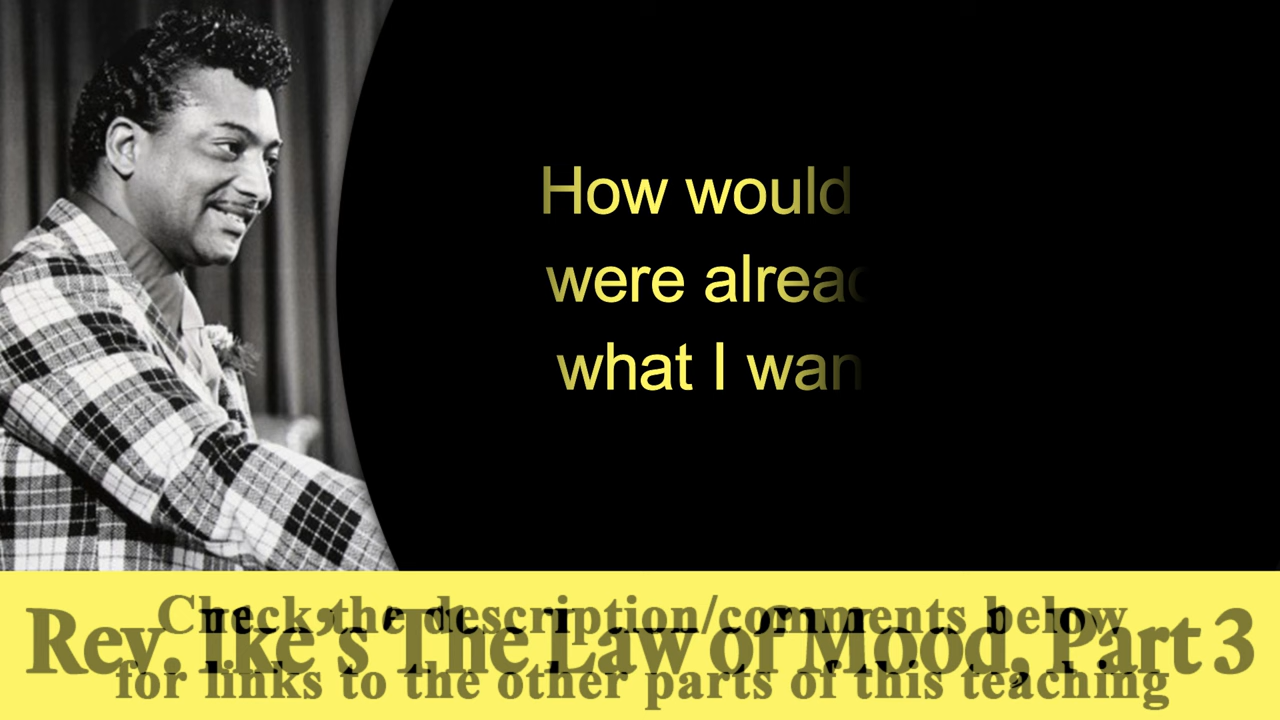 How would
were alrea
what I wan
Check the description/comments below
Rev. Ike's The Law of Mood, Part 3
for links to the other parts of this teaching